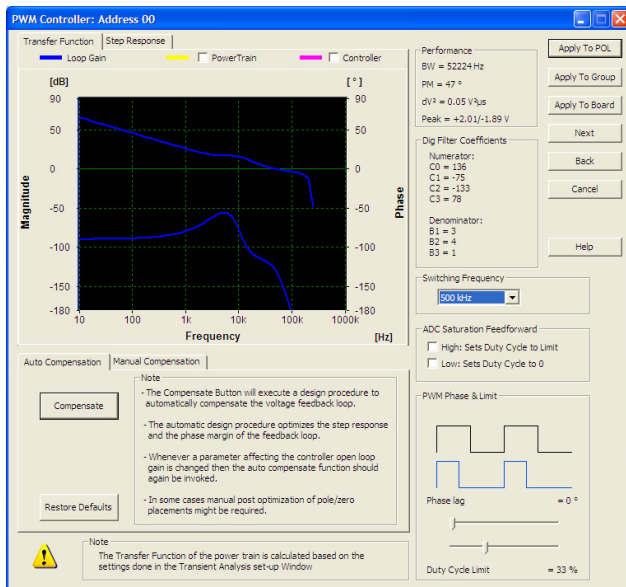 PWM Controller: Address 00
Transfer Function
Step Response
Loop Gain
PowerTrain
Controller
[dB]
[°]
90
50
0
-50
-100
-150
-180
90
50
0
-50
-100
-150
-180
Magnitude
Phase
10
100
1k
10k
100k
1000k
Frequency
[Hz]
Performance
BW = 52224 Hz
PM = 47 °
dV² = 0.05 V²µs
Peak = +2.01/-1.89 V
Dig Filter Coefficients
Numerator:
C0 = 136
C1 = -75
C2 = -133
C3 = 78
Denominator:
B1 = 3
B2 = 4
B3 = 1
Apply To POL
Apply To Group
Apply To Board
Next
Back
Cancel
Help
Switching Frequency
500 kHz
ADC Saturation Feedforward
High: Sets Duty Cycle to Limit
Low: Sets Duty Cycle to 0
PWM Phase & Limit
Phase lag
= 0 °
Duty Cycle Limit
= 33 %
Auto Compensation
Manual Compensation
Compensate
Restore Defaults
Note
- The Compensate Button will execute a design procedure to
automatically compensate the voltage feedback loop.
- The automatic design procedure optimizes the step response
and the phase margin of the feedback loop.
- Whenever a parameter affecting the controller open loop
gain is changed then the auto compensate function should
again be invoked.
- In some cases manual post optimization of pole/zero
placements might be required.
Note
The Transfer Function of the power train is calculated based on the
settings done in the Transient Analysis set-up Window